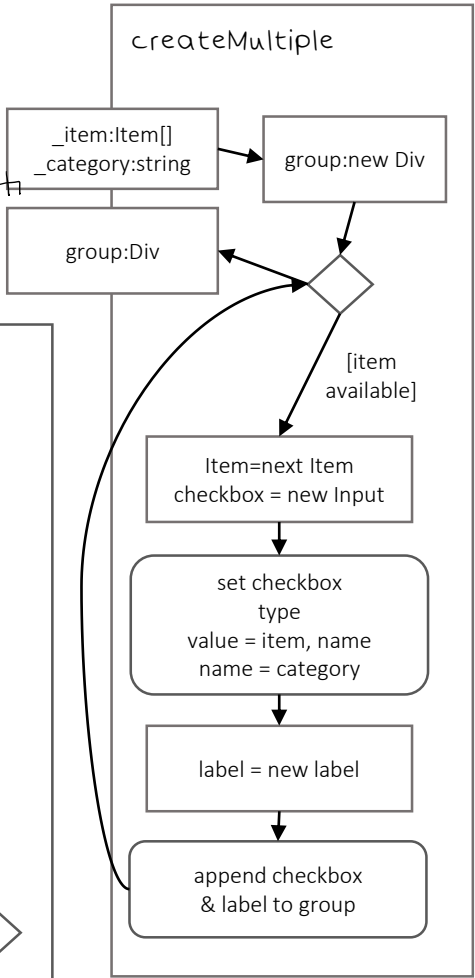 createMultiple
_item:Item[]
_category:string
group:new Div
group:Div
[item
available]
Item=next Item
checkbox = new Input
set checkbox
type
value = item, name
name = category
label = new label
append checkbox
& label to group